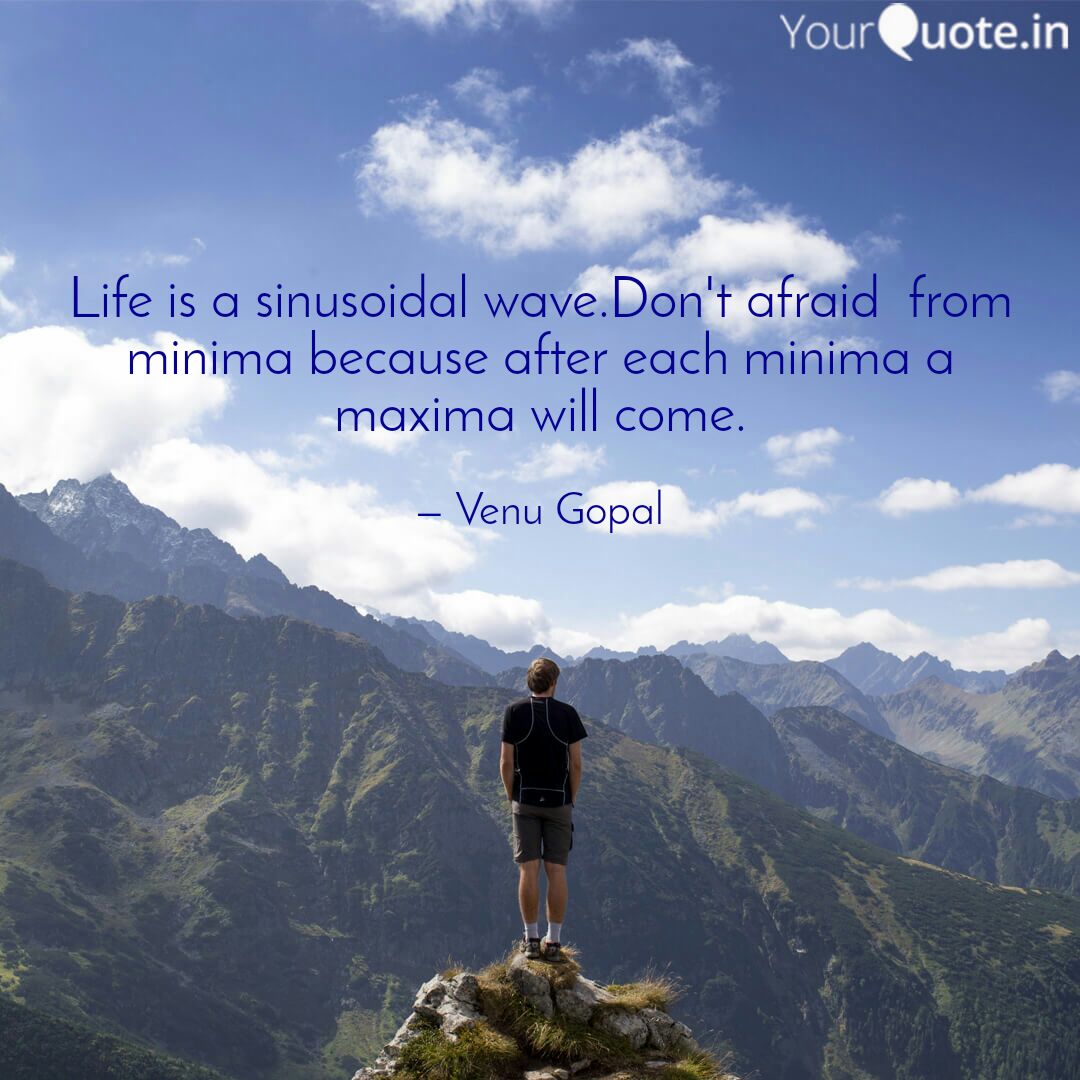 YourQuote.in
Life is a sinusoidal wave.Don't afraid  from
minima because after each minima a
maxima will come.
– Venu Gopal